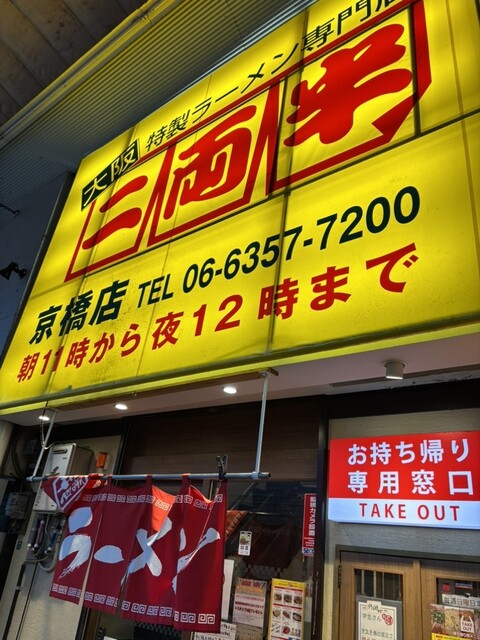 大阪 特製ラーメン専門店
二両半
京橋店 TEL 06-6357-7200
朝11時から夜12時まで
お持ち帰り
専用窓口
TAKE OUT
ラーメン